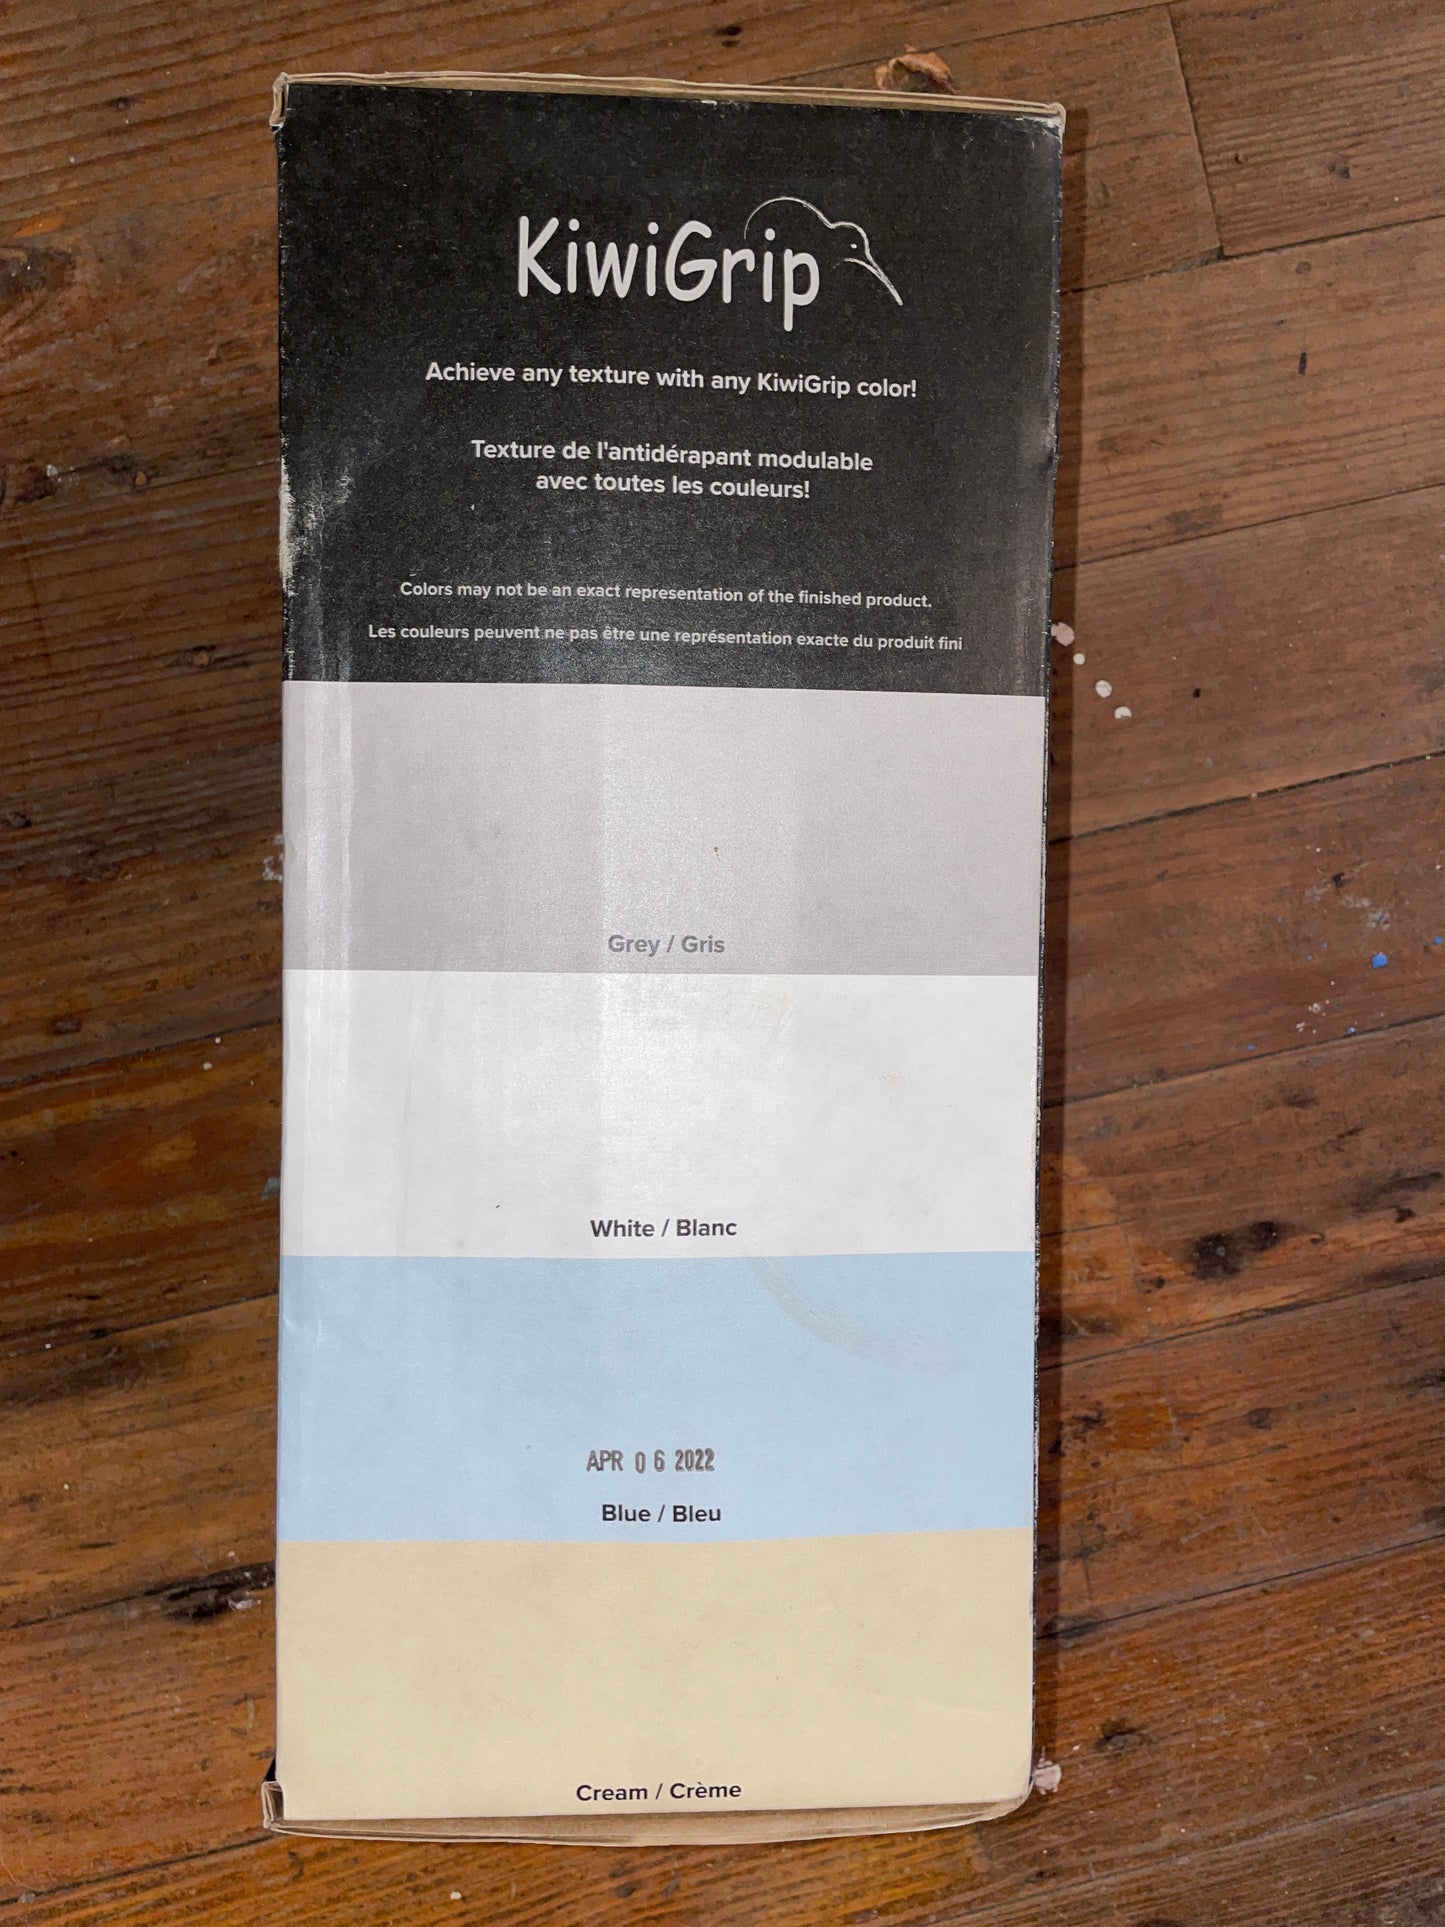 KiwiGrip
Achieve any texture with any KiwiGrip color!
Texture de l'antidérapant modulable
avec toutes les couleurs!
Colors may not be an exact representation of the finished product.
Les couleurs peuvent ne pas être une représentation exacte du produit fini
Grey / Gris
White / Blanc
APR 06 2022
Blue / Bleu
Cream / Crème